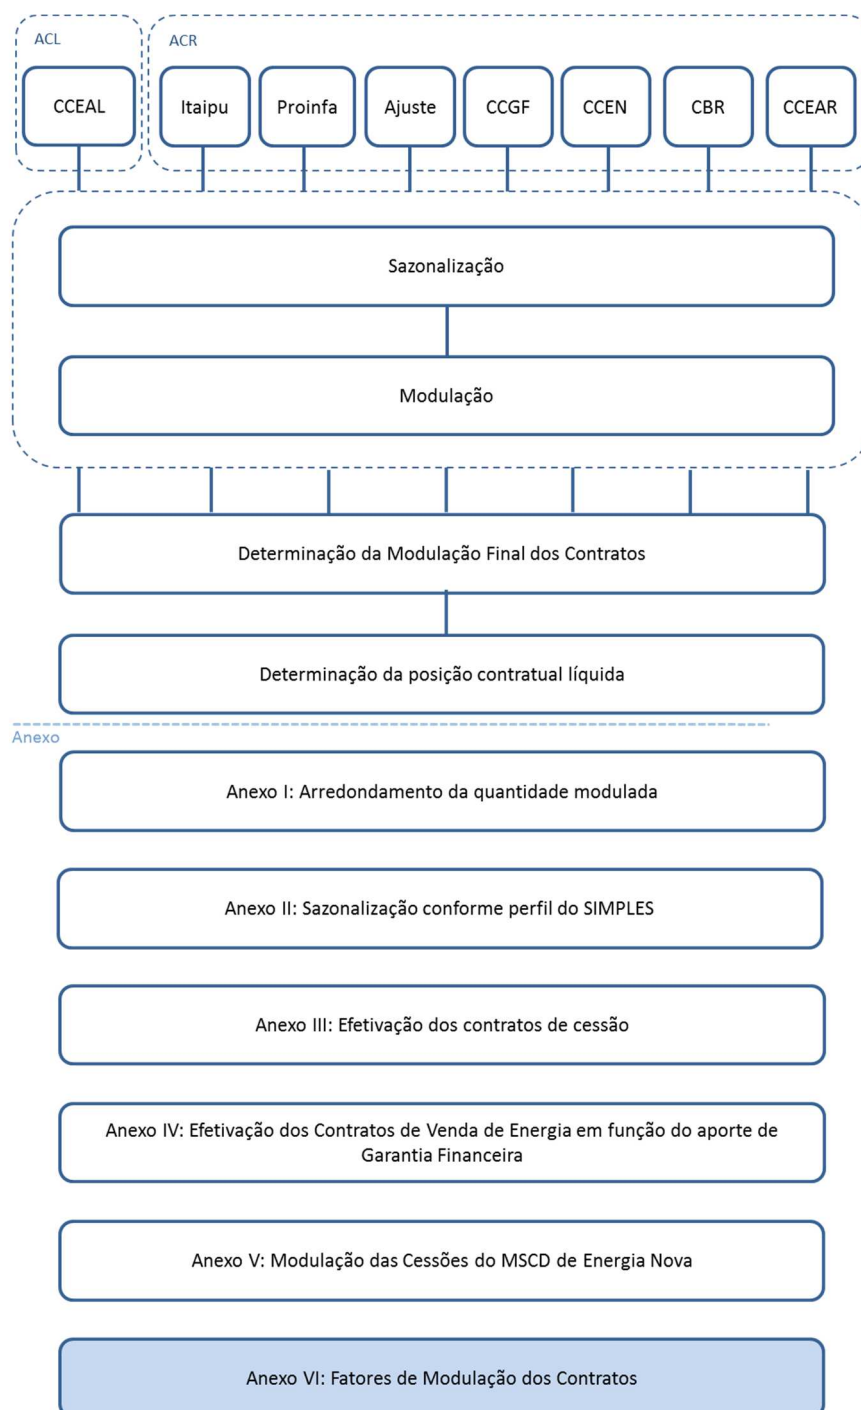 ACL
ACR
CCEAL
Itaipu
Proinfa
Ajuste
CCGF
CCEN
CBR
CCEAR
Sazonalização
Modulação
Determinação da Modulação Final dos Contratos
Determinação da posição contratual líquida
Anexo
Anexo I: Arredondamento da quantidade modulada
Anexo II: Sazonalização conforme perfil do SIMPLES
Anexo III: Efetivação dos contratos de cessão
Anexo IV: Efetivação dos Contratos de Venda de Energia em função do aporte de
Garantia Financeira
Anexo V: Modulação das Cessões do MSCD de Energia Nova
Anexo VI: Fatores de Modulação dos Contratos